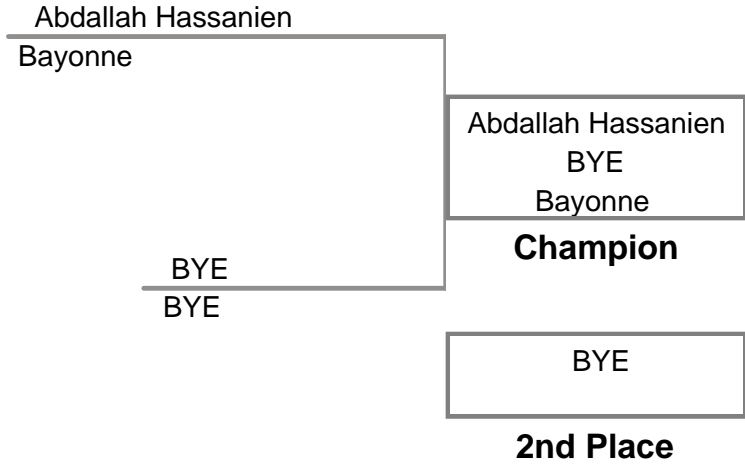 Abdallah Hassanien
Bayonne
Abdallah Hassanien
BYE
Bayonne
Champion
BYE
BYE
BYE
2nd Place